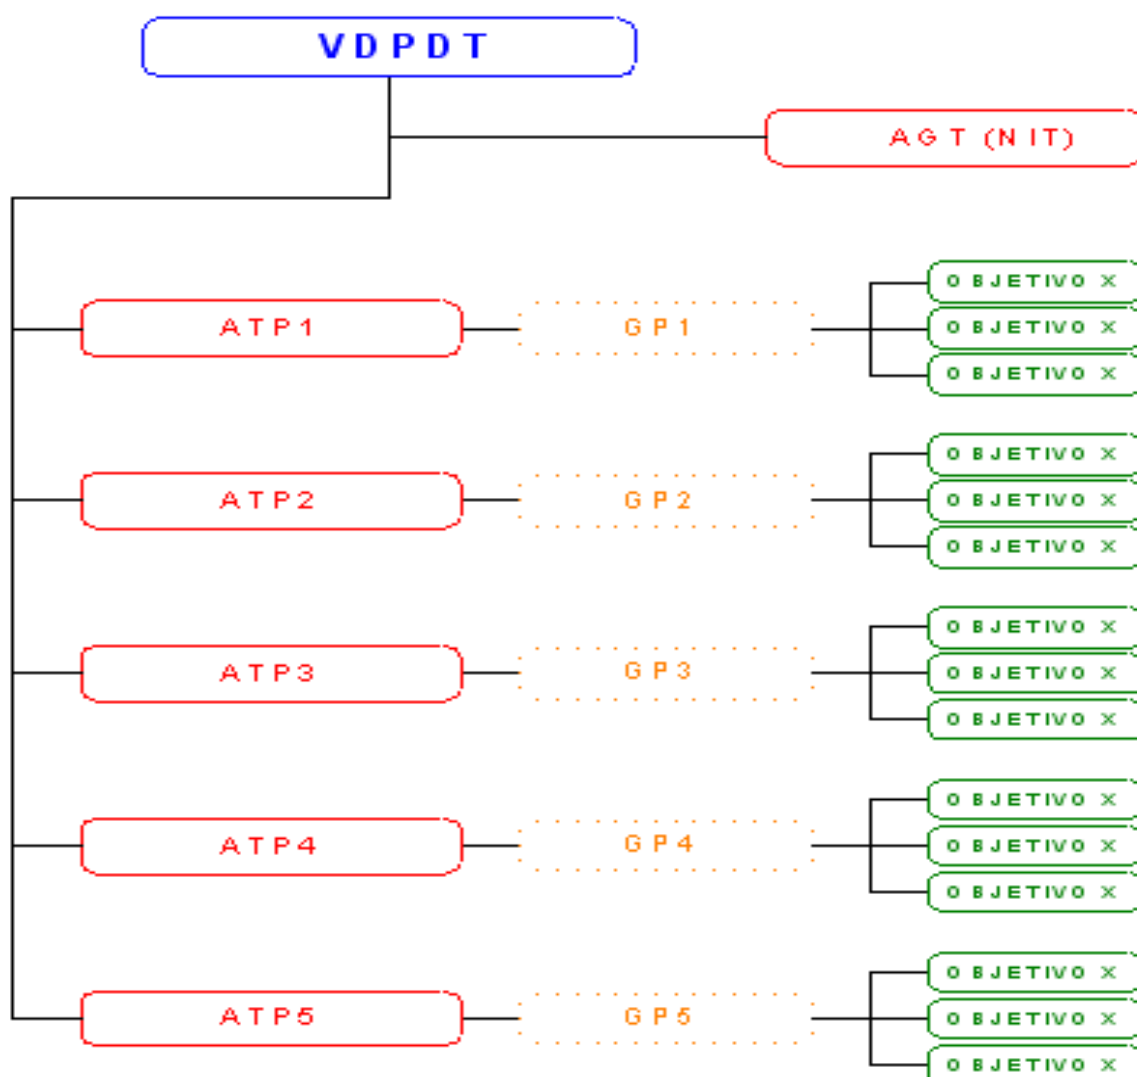 VDPDT
AGT (NIT)
OBJETIVO X
ATP1 GP1 OBJETIVO X
OBJETIVO X
OBJETIVO X
ATP2 GP2 OBJETIVO X
OBJETIVO X
OBJETIVO X
ATP3 GP3 OBJETIVO X
OBJETIVO X
OBJETIVO X
ATP4 GP4 OBJETIVO X
OBJETIVO X
OBJETIVO X
ATP5 GP5 OBJETIVO X
OBJETIVO X